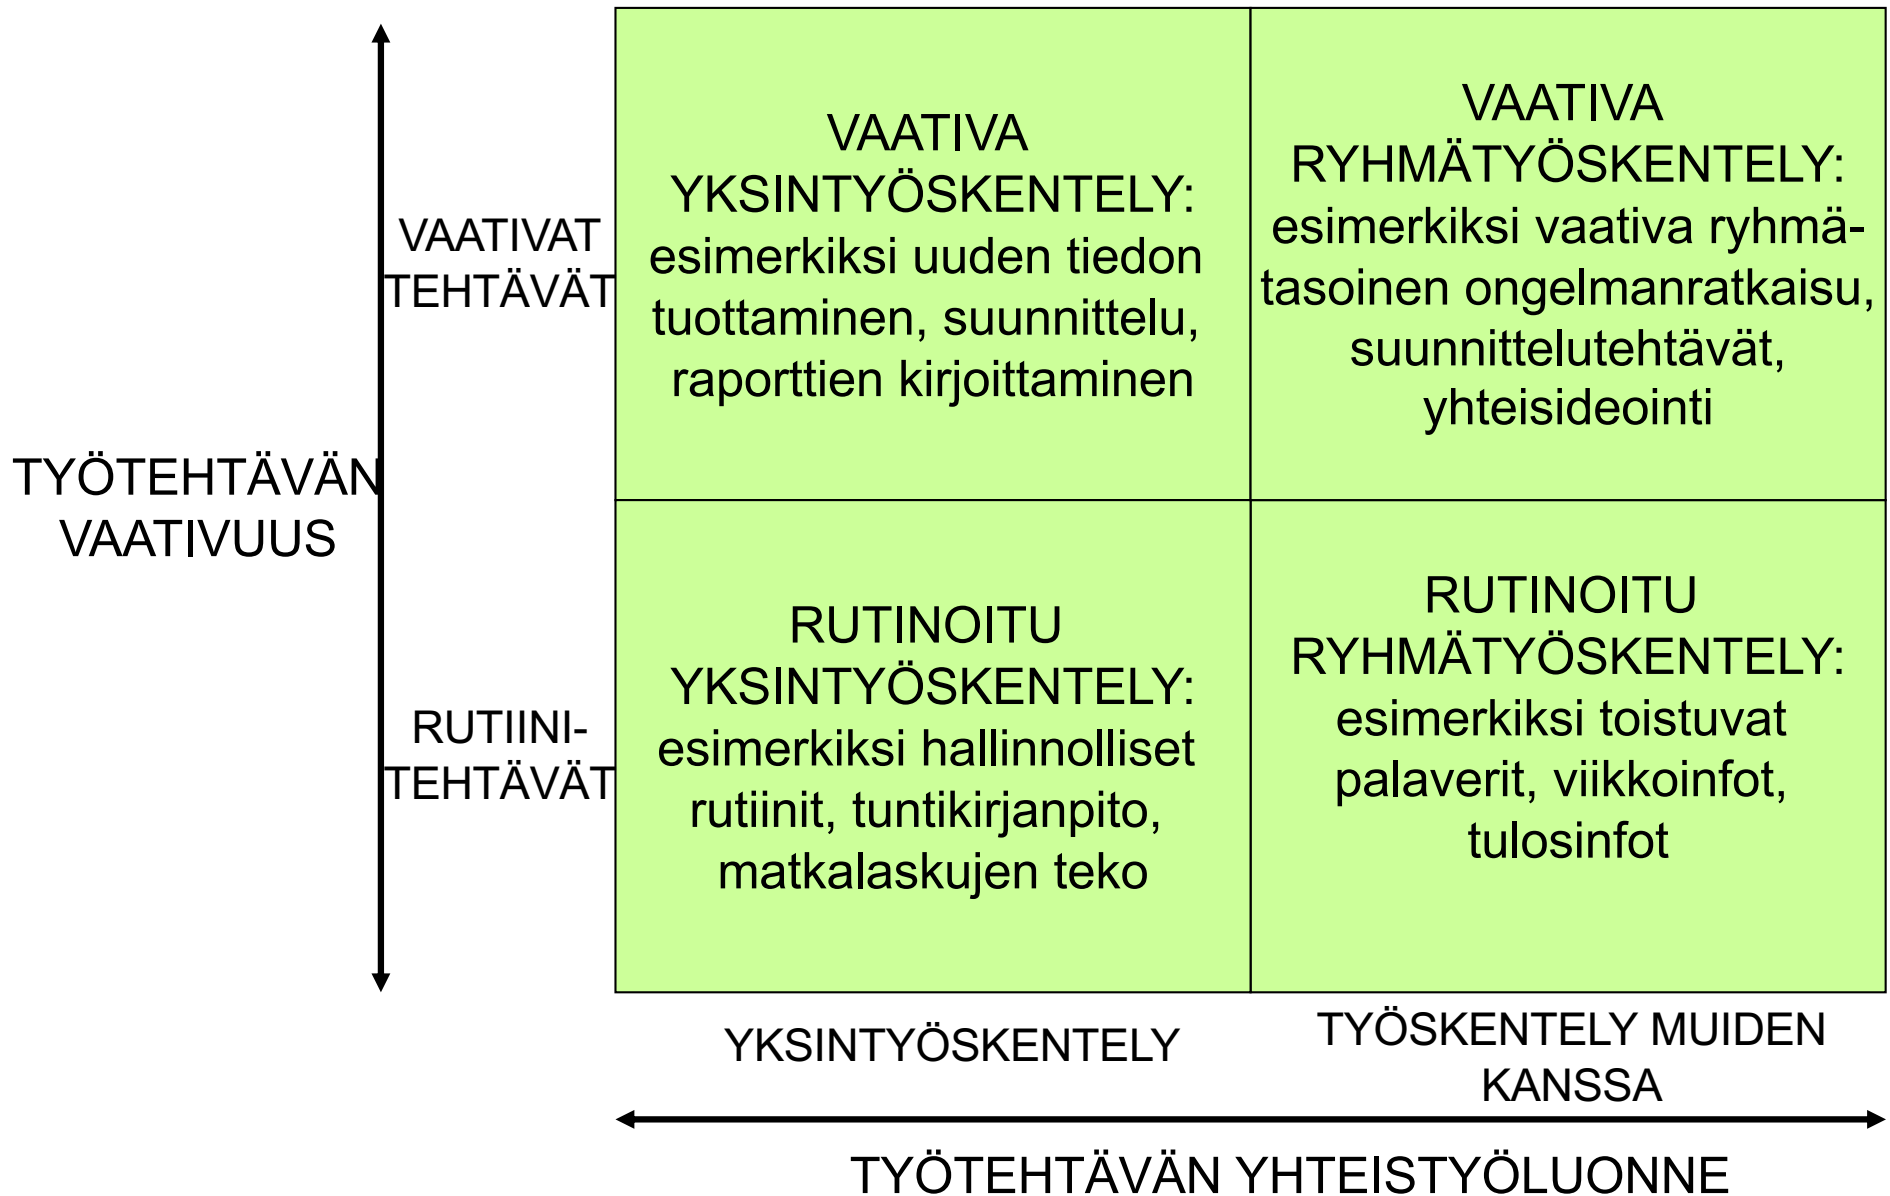 TYÖTEHTÄVÄN
VAATIVUUS
VAATIVAT
TEHTÄVÄT
VAATIVA
YKSINTYÖSKENTELY:
esimerkiksi uuden tiedon
tuottaminen, suunnittelu,
raporttien kirjoittaminen
VAATIVA
RYHMÄTYÖSKENTELY:
esimerkiksi vaativa ryhmä-
tasoinen ongelmanratkaisu,
suunnittelutehtävät,
yhteisideointi
RUTIINI-
TEHTÄVÄT
RUTINOITU
YKSINTYÖSKENTELY:
esimerkiksi hallinnolliset
rutiinit, tuntikirjanpito,
matkalaskujen teko
RUTINOITU
RYHMÄTYÖSKENTELY:
esimerkiksi toistuvat
palaverit, viikkoinfot,
tulosinfot
YKSINTYÖSKENTELY
TYÖSKENTELY MUIDEN
KANSSA
TYÖTEHTÄVÄN YHTEISTYÖLUONNE